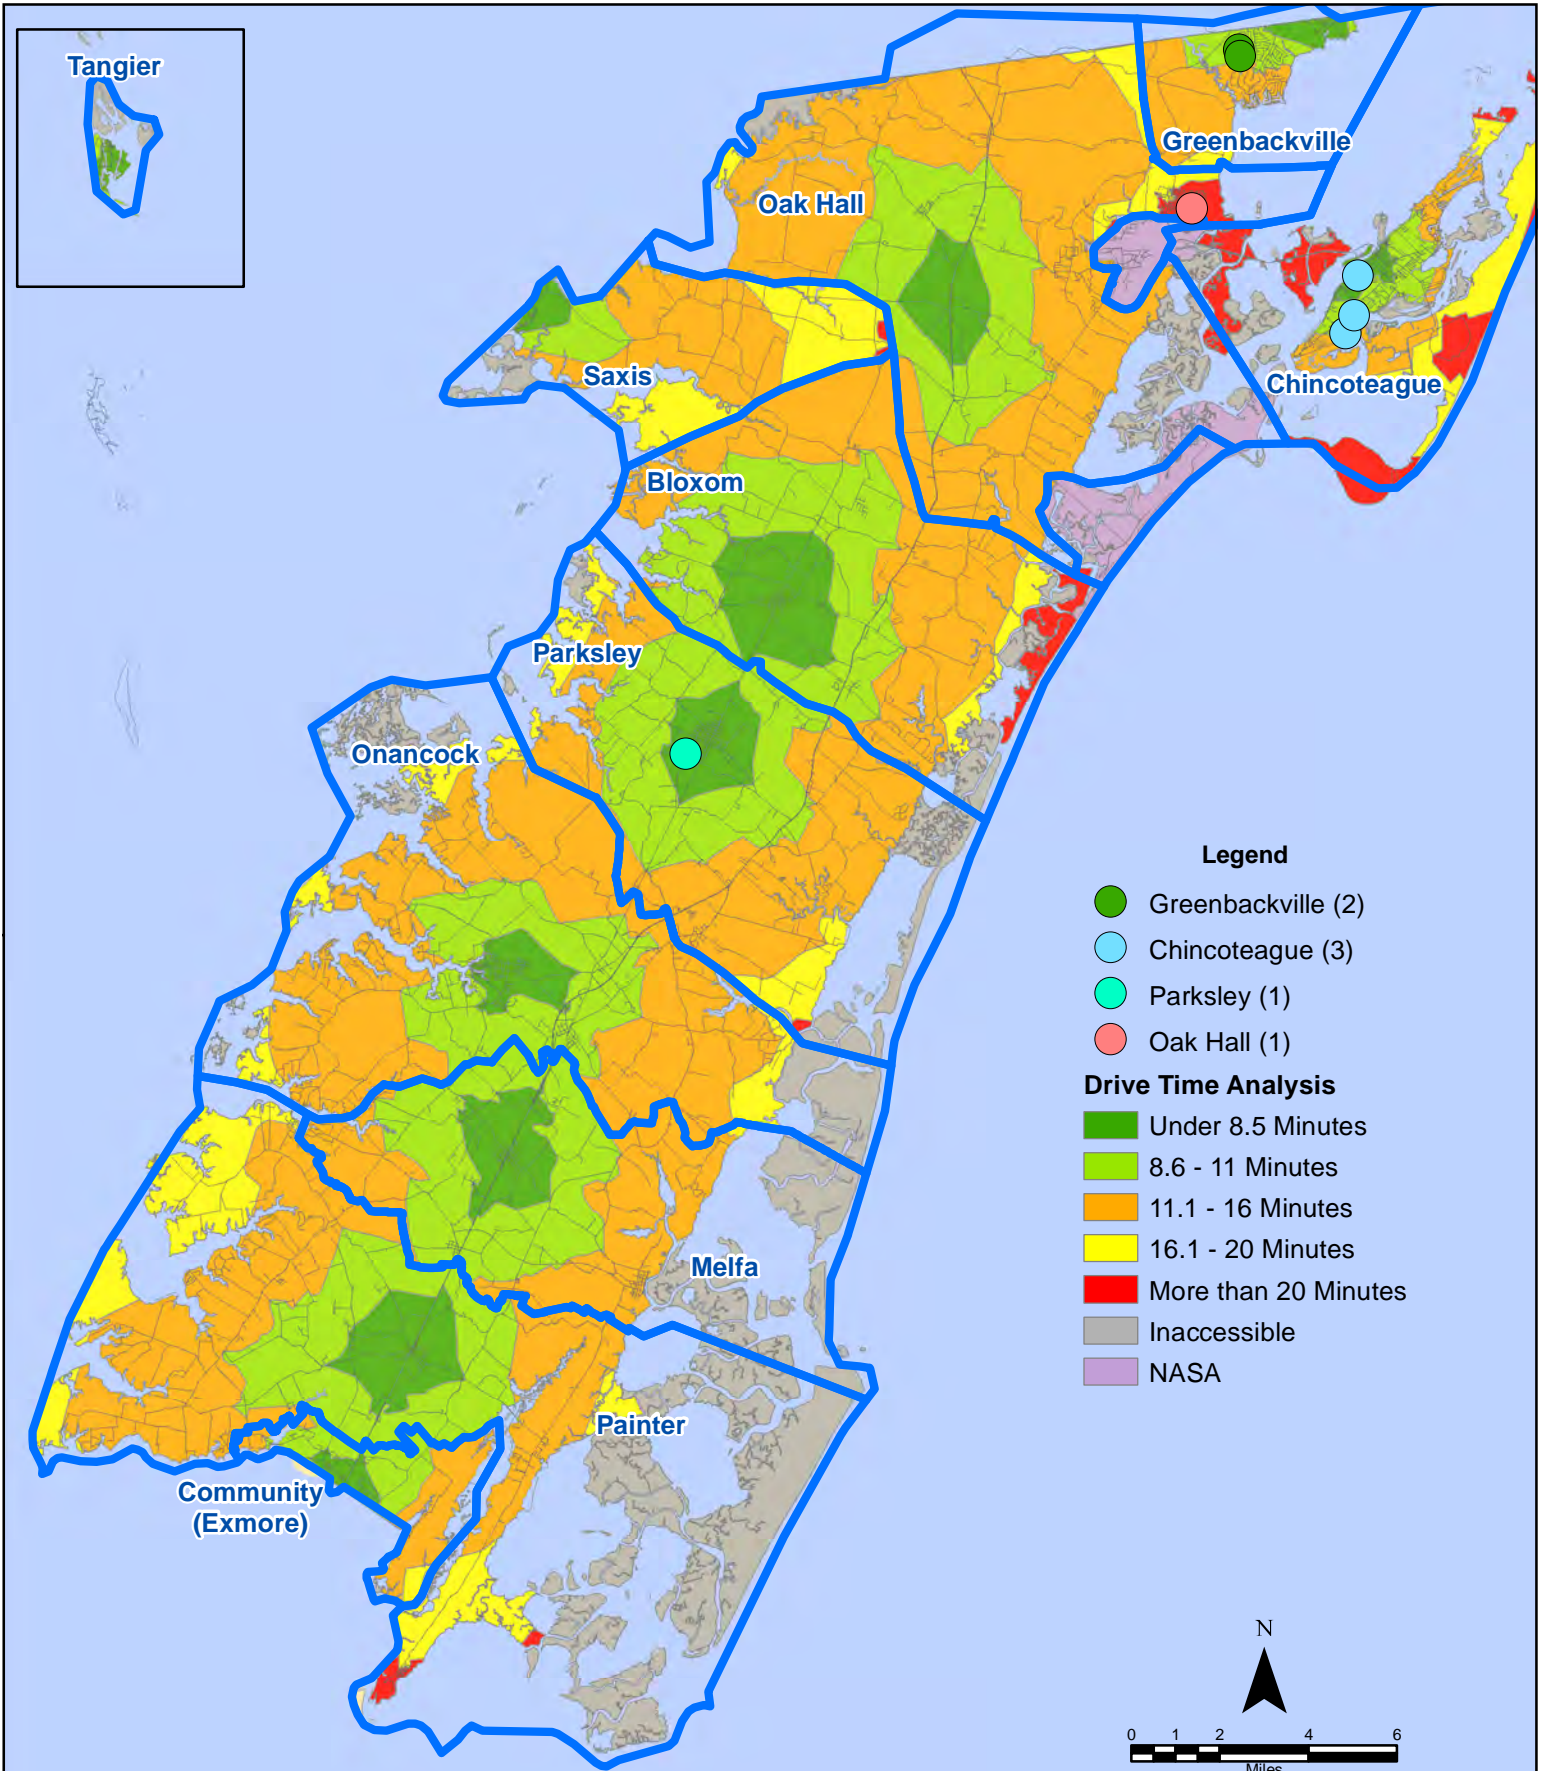 Tangier
Greenbackville
Oak Hall
Saxis
Chincoteague
Bloxom
Parksley
Onancock
Melfa
Painter
Community
(Exmore)
Legend
Greenbackville (2)
Chincoteague (3)
Parksley (1)
Oak Hall (1)
Drive Time Analysis
Under 8.5 Minutes
8.6 - 11 Minutes
11.1 - 16 Minutes
16.1 - 20 Minutes
More than 20 Minutes
Inaccessible
NASA
N
0 1 2 4 6
Miles